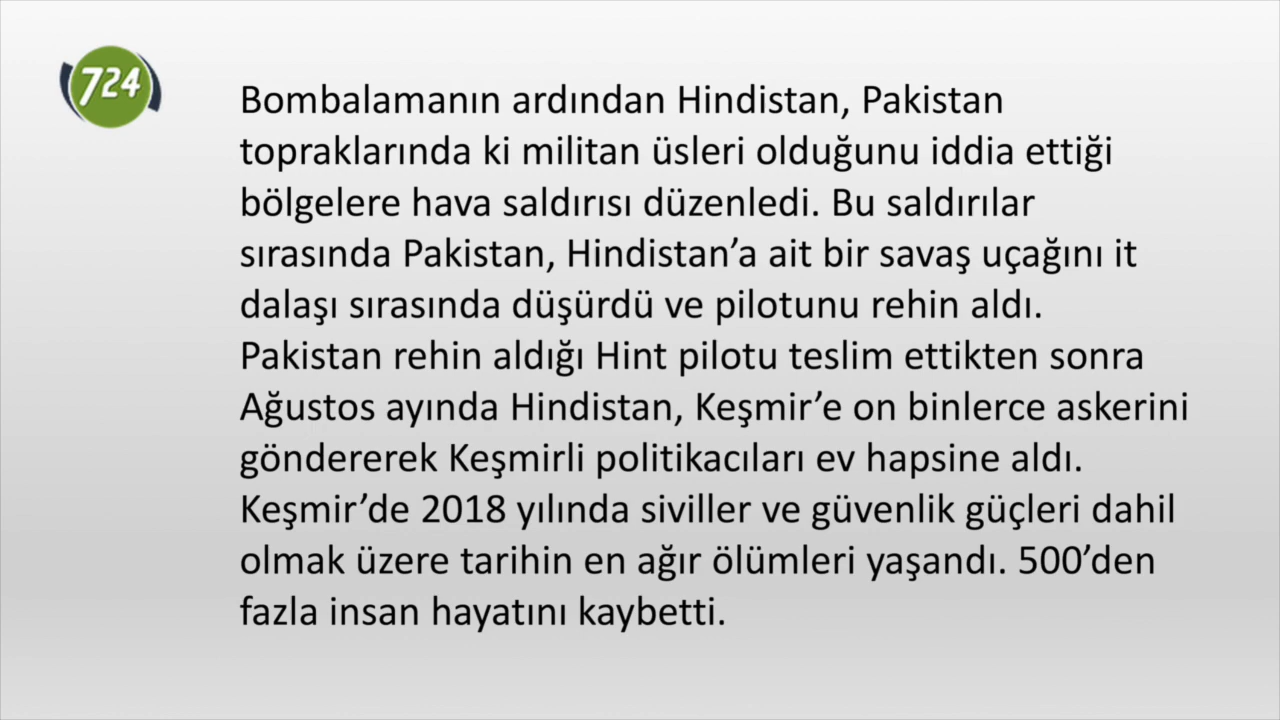 724
Bombalamanın ardından Hindistan, Pakistan
topraklarında ki militan üsleri olduğunu iddia ettiği
bölgelere hava saldırısı düzenledi. Bu saldırılar
sırasında Pakistan, Hindistan’a ait bir savaş uçağını it
dalaşı sırasında düşürdü ve pilotunu rehin aldı.
Pakistan rehin aldığı Hint pilotu teslim ettikten sonra
Ağustos ayında Hindistan, Keşmir’e on binlerce askerini
göndererek Keşmirli politikacıları ev hapsine aldı.
Keşmir’de 2018 yılında siviller ve güvenlik güçleri dahil
olmak üzere tarihin en ağır ölümleri yaşandı. 500’den
fazla insan hayatını kaybetti.